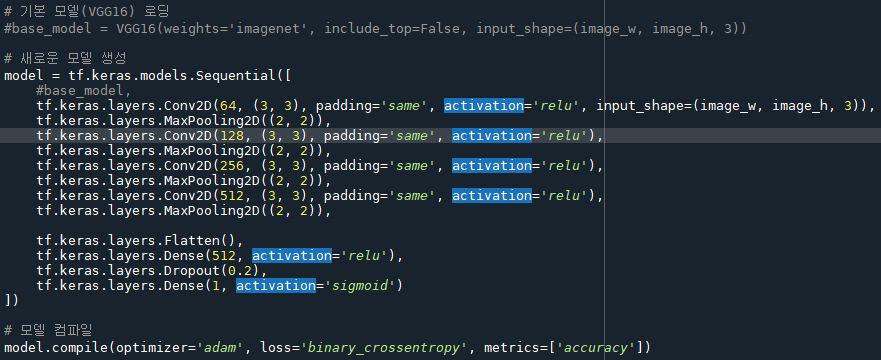 # 기본 모델(VGG16) 로딩
#base_model = VGG16(weights='imagenet', include_top=False, input_shape=(image_w, image_h, 3))
# 새로운 모델 생성
model = tf.keras.models.Sequential([
#base_model,
tf.keras.layers.Conv2D(64, (3, 3), padding='same', activation='relu', input_shape=(image_w, image_h, 3)),
tf.keras.layers.MaxPooling2D((2, 2)),
tf.keras.layers.Conv2D(128, (3, 3), padding='same', activation='relu'),
tf.keras.layers.MaxPooling2D((2, 2)),
tf.keras.layers.Conv2D(256, (3, 3), padding='same', activation='relu'),
tf.keras.layers.MaxPooling2D((2, 2)),
tf.keras.layers.Conv2D(512, (3, 3), padding='same', activation='relu'),
tf.keras.layers.MaxPooling2D((2, 2)),
tf.keras.layers.Flatten(),
tf.keras.layers.Dense(512, activation='relu'),
tf.keras.layers.Dropout(0.2),
tf.keras.layers.Dense(1, activation='sigmoid')
])
# 모델 컴파일
model.compile(optimizer='adam', loss='binary_crossentropy', metrics=['accuracy'])